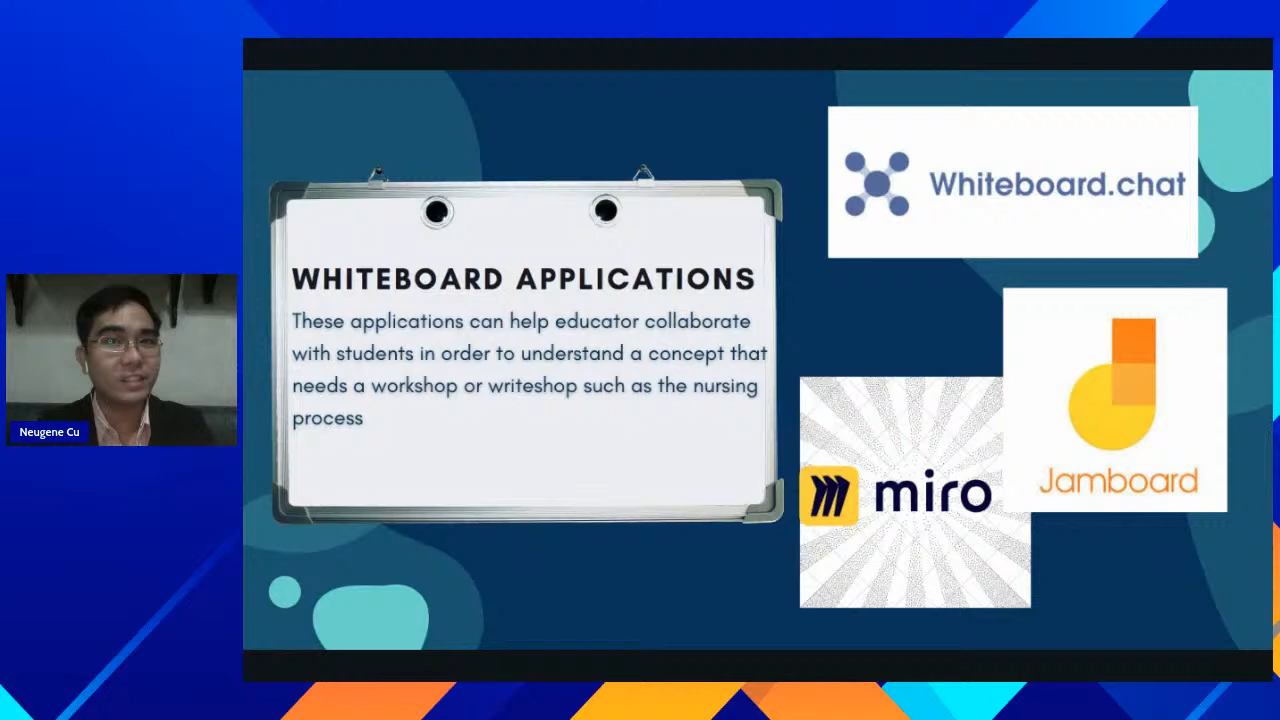 Neugene Cu
WHITEBOARD APPLICATIONS
These applications can help educator collaborate
with students in order to understand a concept that
needs a workshop or writeshop such as the nursing
process
Whiteboard.chat
Jamboard
miro